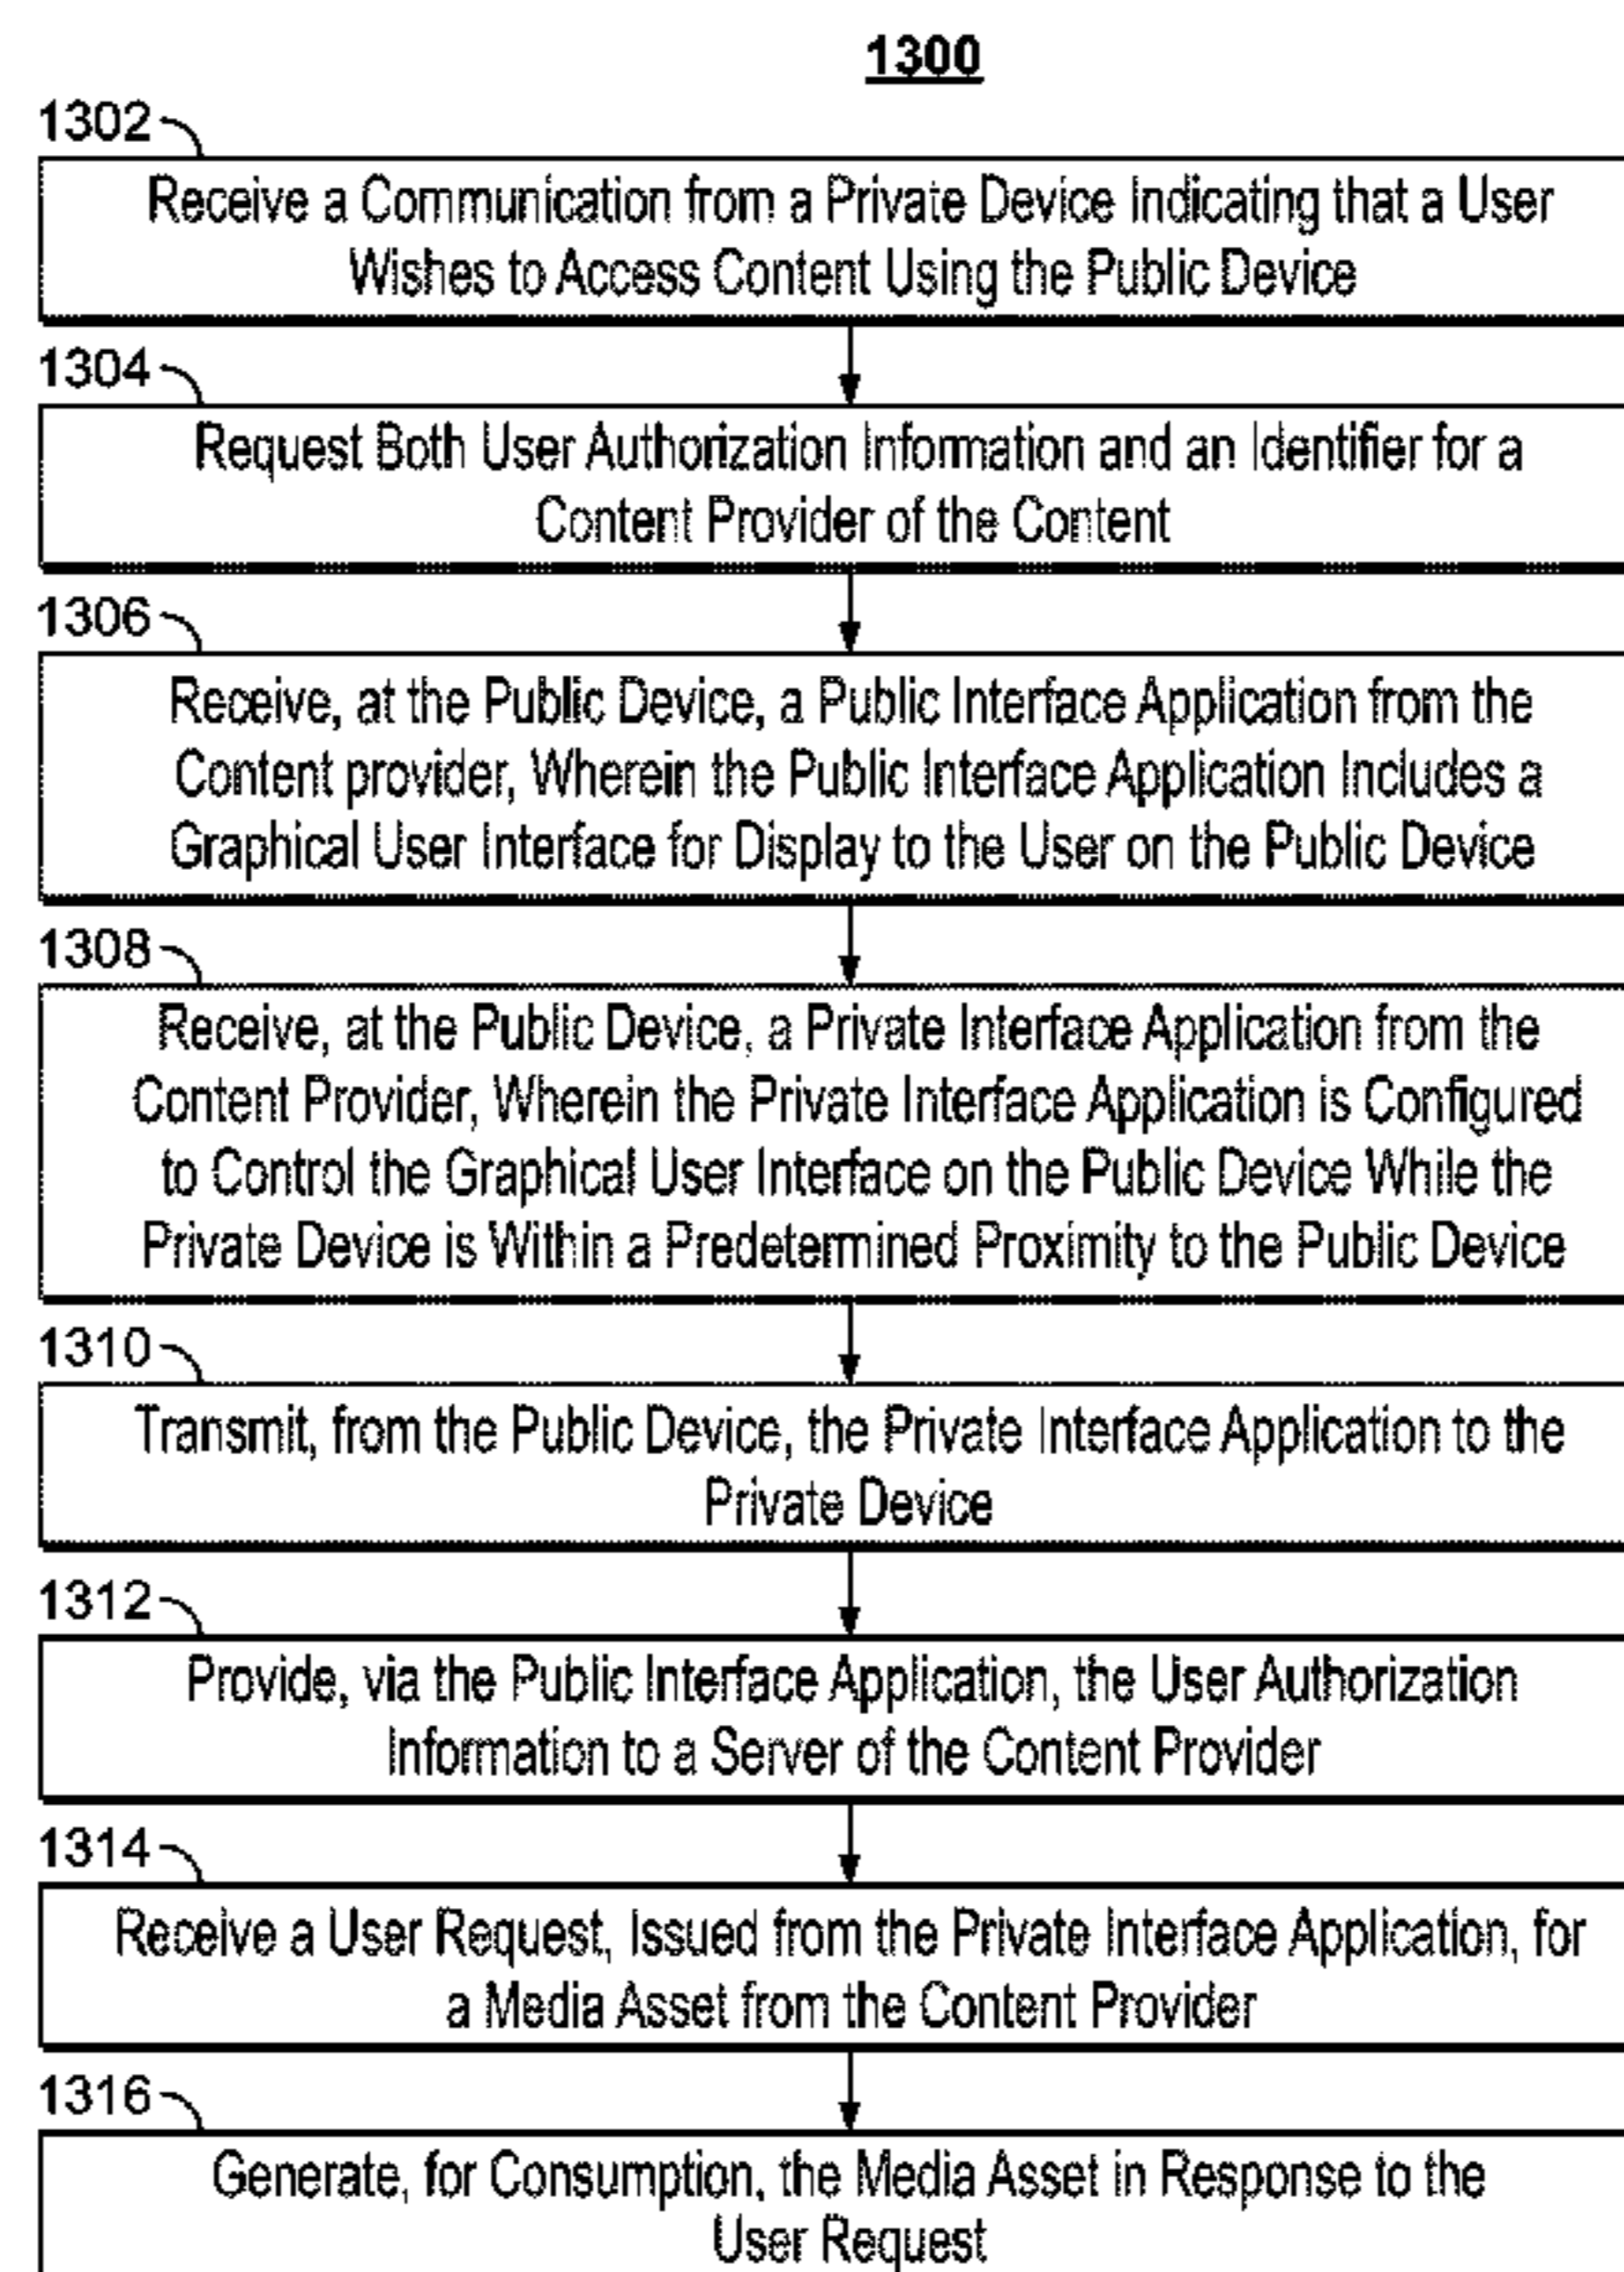 1300
1302
Receive a Communication from a Private Device Indicating that a User
Wishes to Access Content Using the Public Device
1304
Request Both User Authorization Information and an Identifier for a
Content Provider of the Content
1306
Receive, at the Public Device, a Public Interface Application from the
Content provider, Wherein the Public Interface Application Includes a
Graphical User Interface for Display to the User on the Public Device
1308
Receive, at the Public Device, a Private Interface Application from the
Content Provider, Wherein the Private Interface Application is Configured
to Control the Graphical User Interface on the Public Device While the
Private Device is Within a Predetermined Proximity to the Public Device
1310
Transmit, from the Public Device, the Private Interface Application to the
Private Device
1312
Provide, via the Public Interface Application, the User Authorization
Information to a Server of the Content Provider
1314
Receive a User Request, Issued from the Private Interface Application, for
a Media Asset from the Content Provider
1316
Generate, for Consumption, the Media Asset in Response to the
User Request